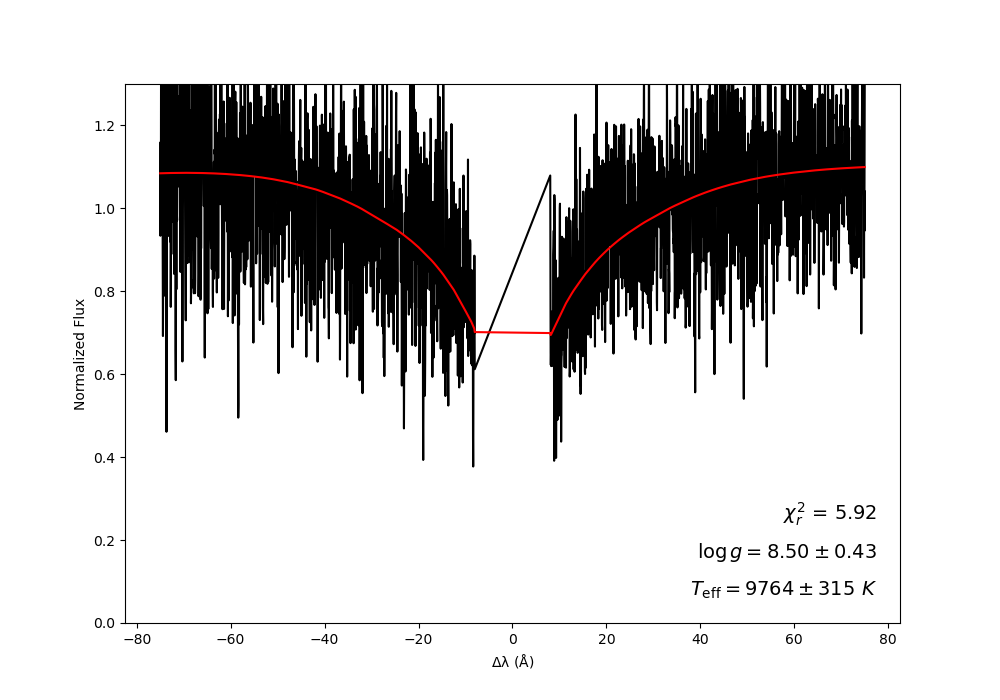 1.2
1.0
0.8
0.6
0.4
0.2
0.0
Normalized Flux
χ²ᵣ = 5.92
log g = 8.50 ± 0.43
T_eff = 9764 ± 315 K
−80 −60 −40 −20 0 20 40 60 80
Δλ (Å)